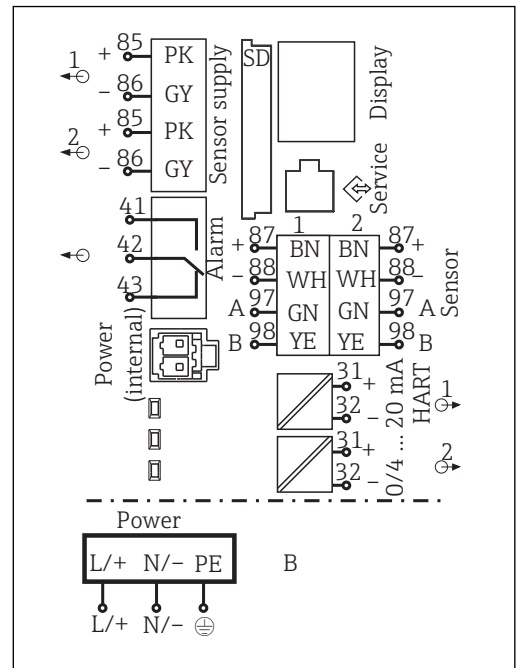 1
+ 85 PK
− 86 GY
2
+ 85 PK
− 86 GY
Sensor supply
SD
Display
Service
41
42
43
Alarm
1 2
+ 87 BN BN 87 +
− 88 WH WH 88 −
A 97 GN GN 97 A
B 98 YE YE 98 B
Sensor
Power
(internal)
31 +
32 −
1
31 +
32 −
2
0/4 ... 20 mA
HART
Power
L/+ N/− PE
B
L/+ N/−